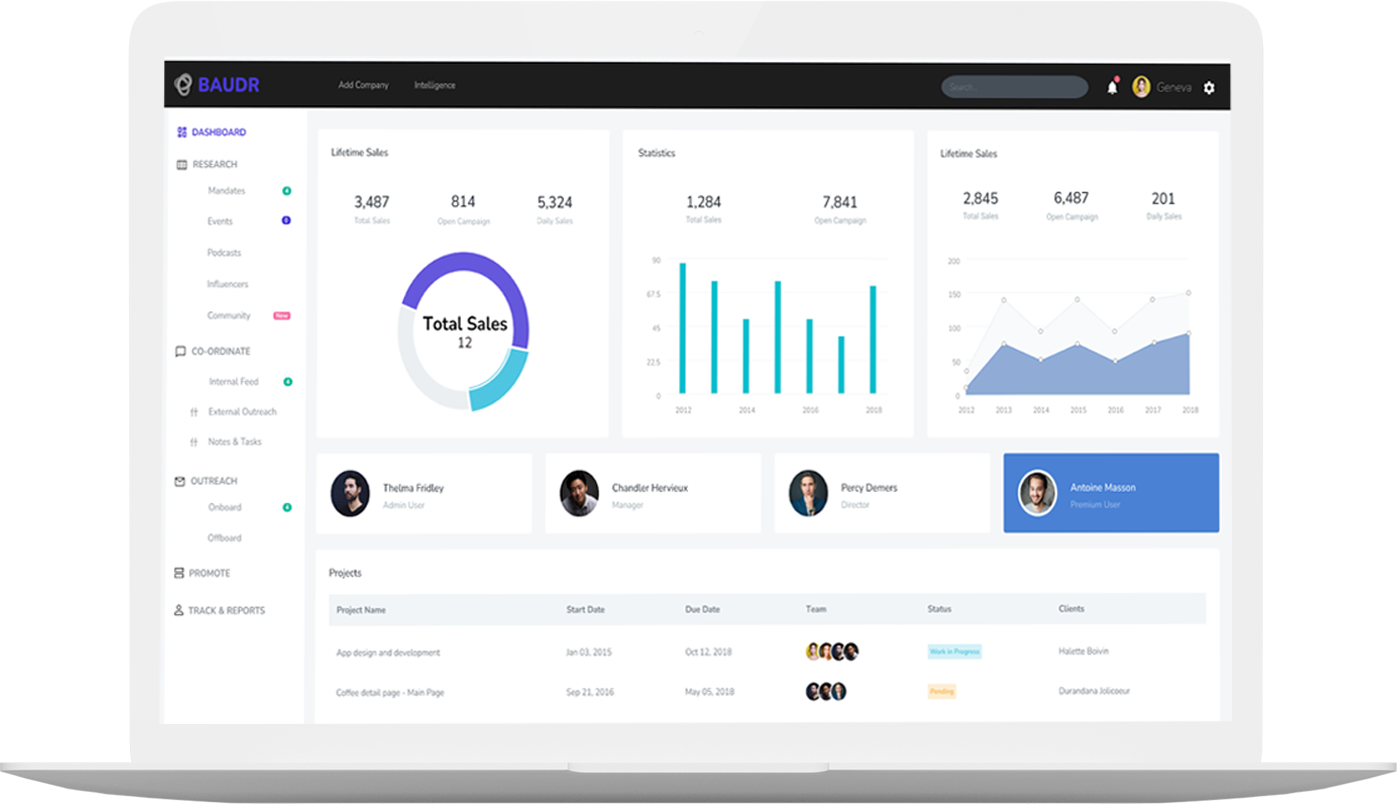 BAUDR
Add Company
Intelligence
Search...
Geneva
DASHBOARD
RESEARCH
Mandates 4
Events
Podcasts
Influencers
Community New
CO-ORDINATE
Internal Feed 4
External Outreach
Notes & Tasks
OUTREACH
Onboard 4
Offboard
PROMOTE
TRACK & REPORTS
Lifetime Sales
3,487 814 5,324
Total Sales Open Campaign Daily Sales
Total Sales
12
Statistics
1,284 7,841
Total Sales Open Campaign
90
67.5
45
22.5
0
2012 2014 2016 2018
Lifetime Sales
2,845 6,487 201
Total Sales Open Campaign Daily Sales
200
150
100
50
0
2012 2013 2014 2015 2016 2017 2018
Thelma Fridley
Admin User
Chandler Hervieux
Manager
Percy Demers
Director
Antoine Masson
Premium User
Projects
Project Name Start Date Due Date Team Status Clients
App design and development Jan 03, 2015 Oct 12, 2018 Work in Progress Halette Boivin
Coffee detail page - Main Page Sep 21, 2016 May 05, 2018 Pending Durandana Jolicoeur